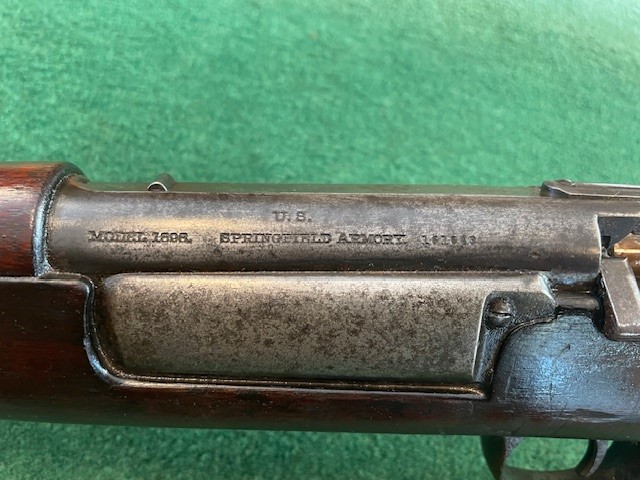 U. S.
MODEL 1898. SPRINGFIELD ARMORY.